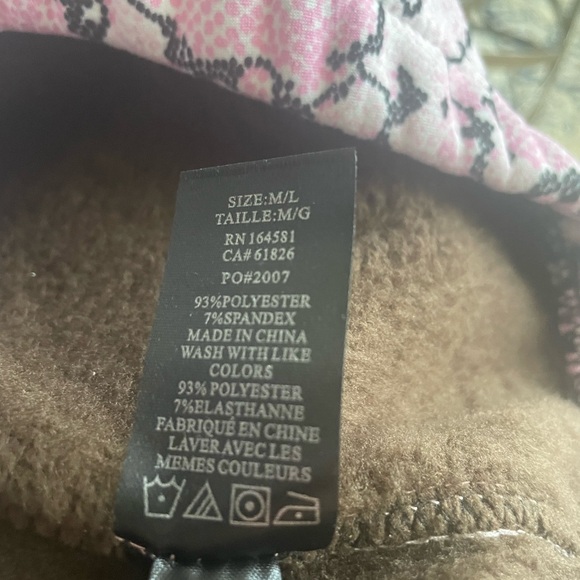 SIZE:M/L
TAILLE:M/G
RN 164581
CA# 61826
PO#2007
93%POLYESTER
7%SPANDEX
MADE IN CHINA
WASH WITH LIKE
COLORS
93% POLYESTER
7%ELASTHANNE
FABRIQUÉ EN CHINE
LAVER AVEC LES
MEMES COULEURS